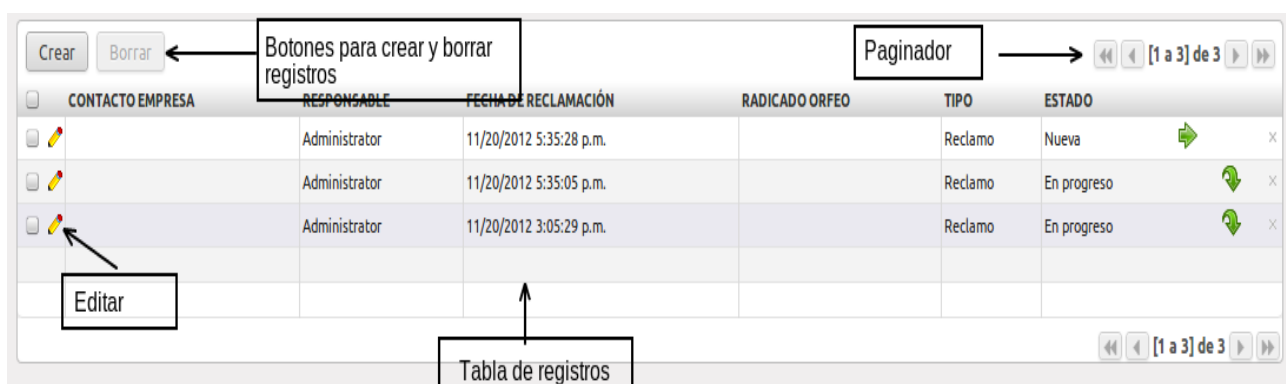 Crear Borrar Botones para crear y borrar registros Paginador [1 a 3] de 3
CONTACTO EMPRESA RESPONSABLE FECHA DE RECLAMACIÓN RADICADO ORFEO TIPO ESTADO
Administrator 11/20/2012 5:35:28 p.m. Reclamo Nueva
Administrator 11/20/2012 5:35:05 p.m. Reclamo En progreso
Administrator 11/20/2012 3:05:29 p.m. Reclamo En progreso
Editar
[1 a 3] de 3
Tabla de registros